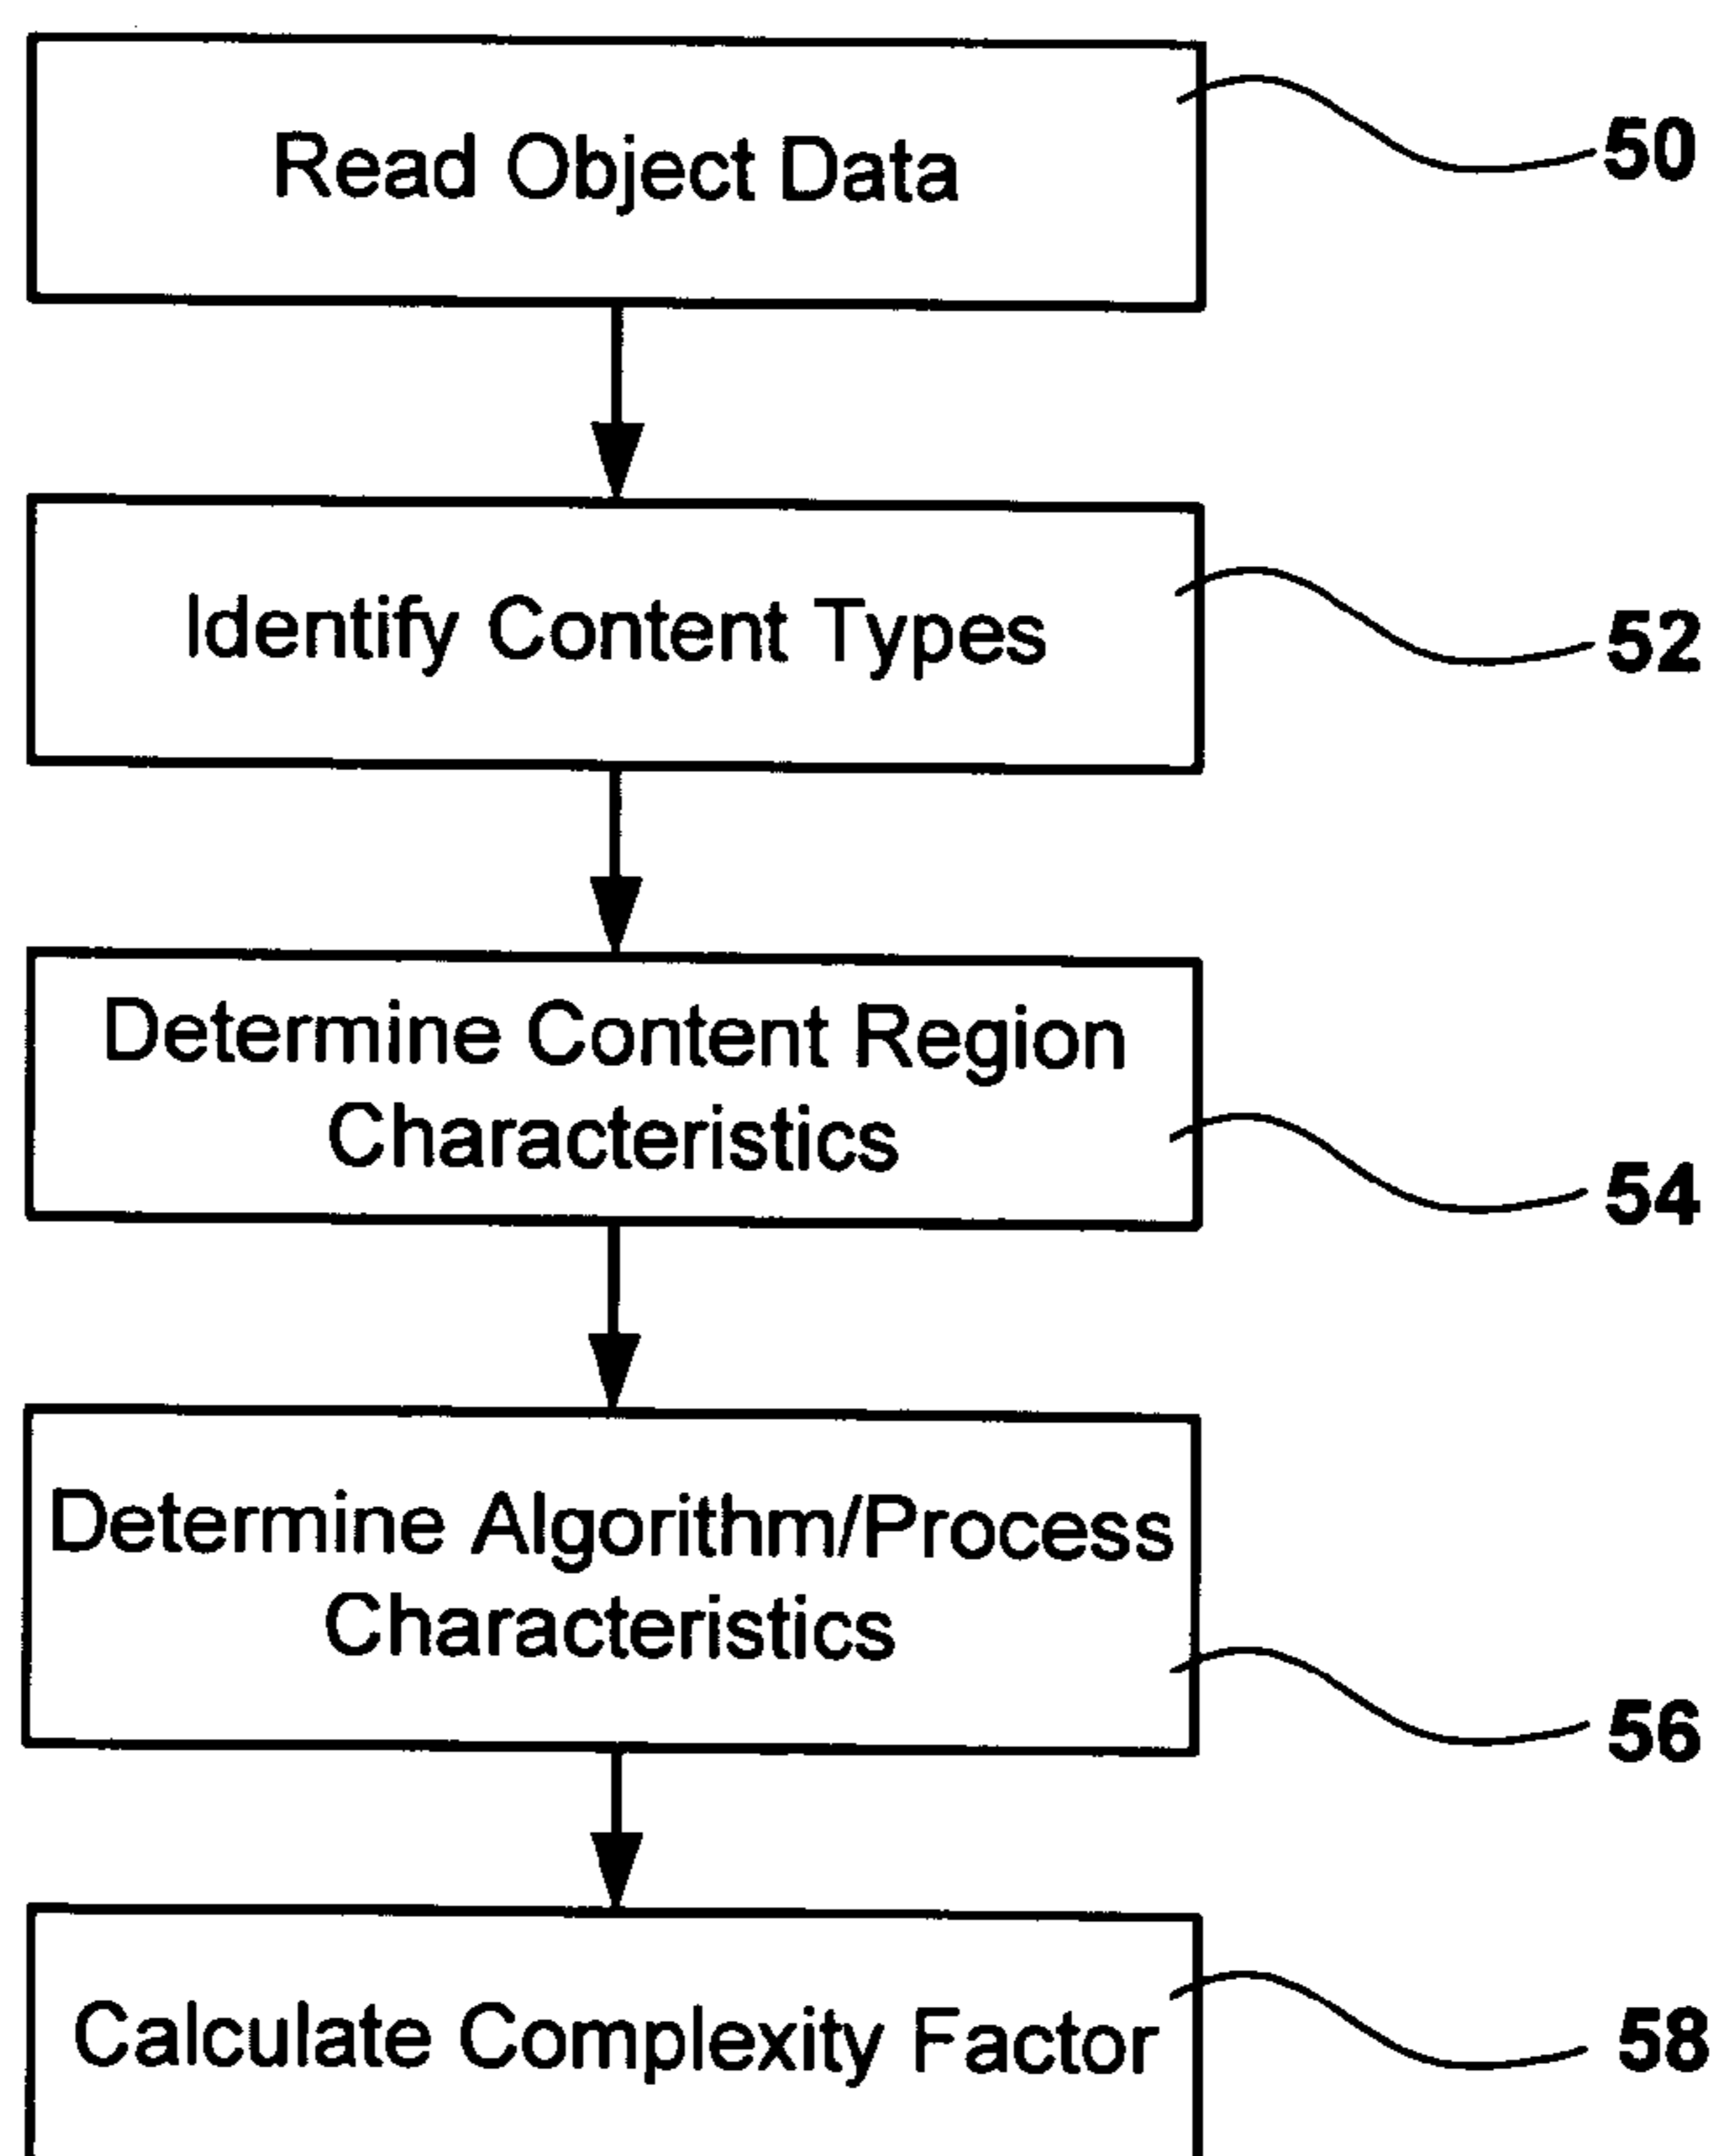 Read Object Data
50
Identify Content Types
52
Determine Content Region
Characteristics
54
Determine Algorithm/Process
Characteristics
56
Calculate Complexity Factor
58